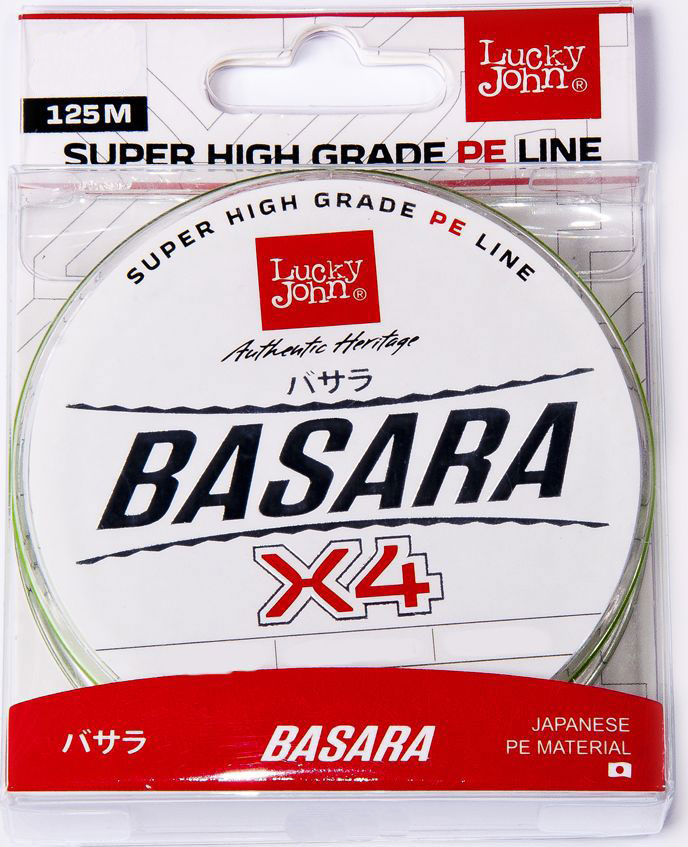 Lucky
John®
125M
SUPER HIGH GRADE PE LINE
SUPER HIGH GRADE PE LINE
Lucky
John®
Authentic Heritage
バサラ
BASARA
X4
バサラ
BASARA
JAPANESE
PE MATERIAL